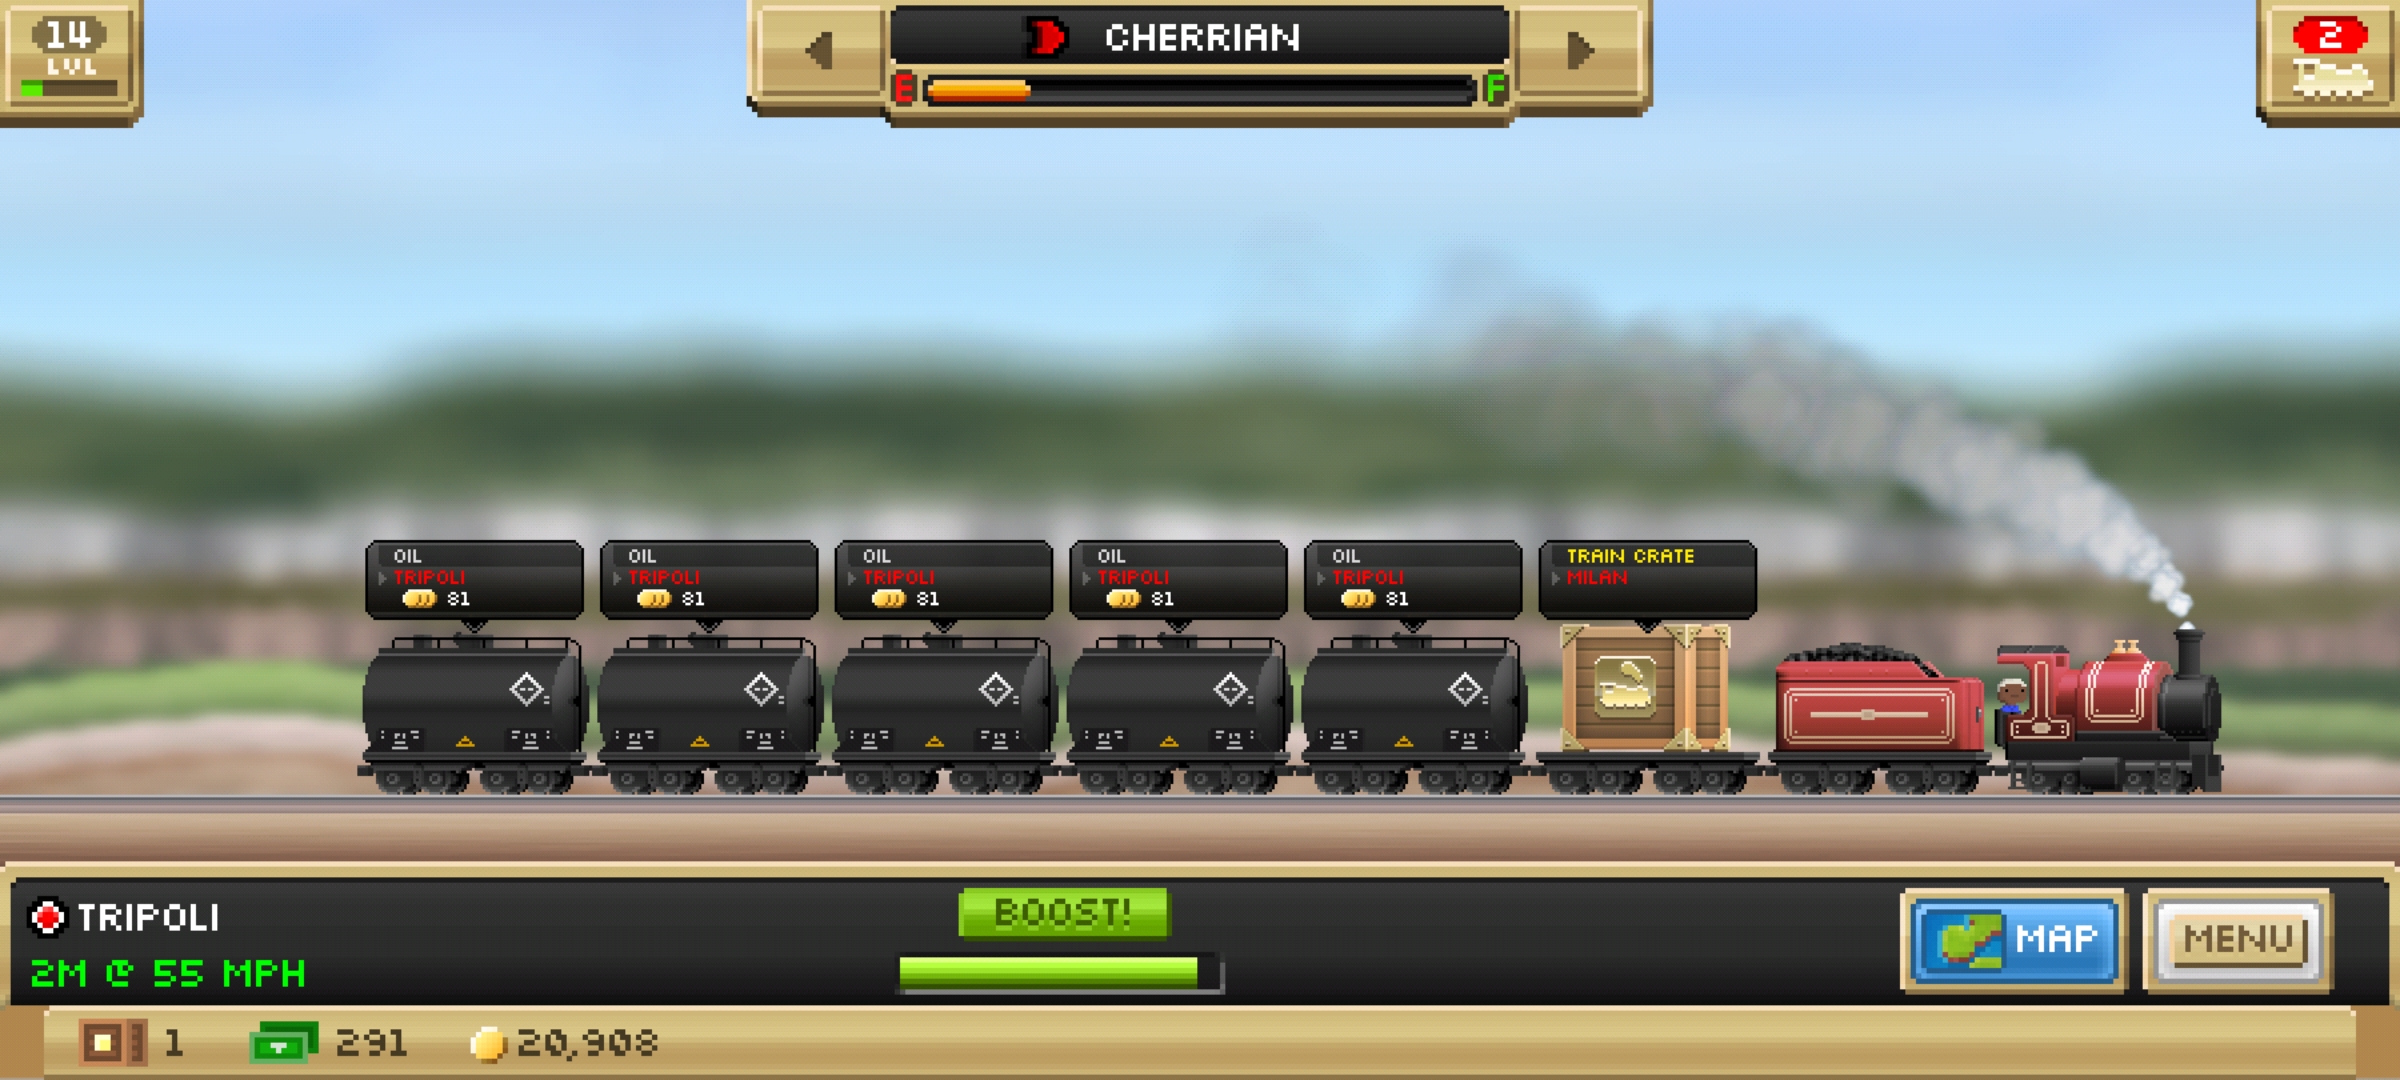 14
LVL
CHERRIAN
E F
2
OIL
TRIPOLI
81
OIL
TRIPOLI
81
OIL
TRIPOLI
81
OIL
TRIPOLI
81
OIL
TRIPOLI
81
TRAIN CRATE
MILAN
TRIPOLI
2M @ 55 MPH
BOOST!
MAP
MENU
1
291
20,908